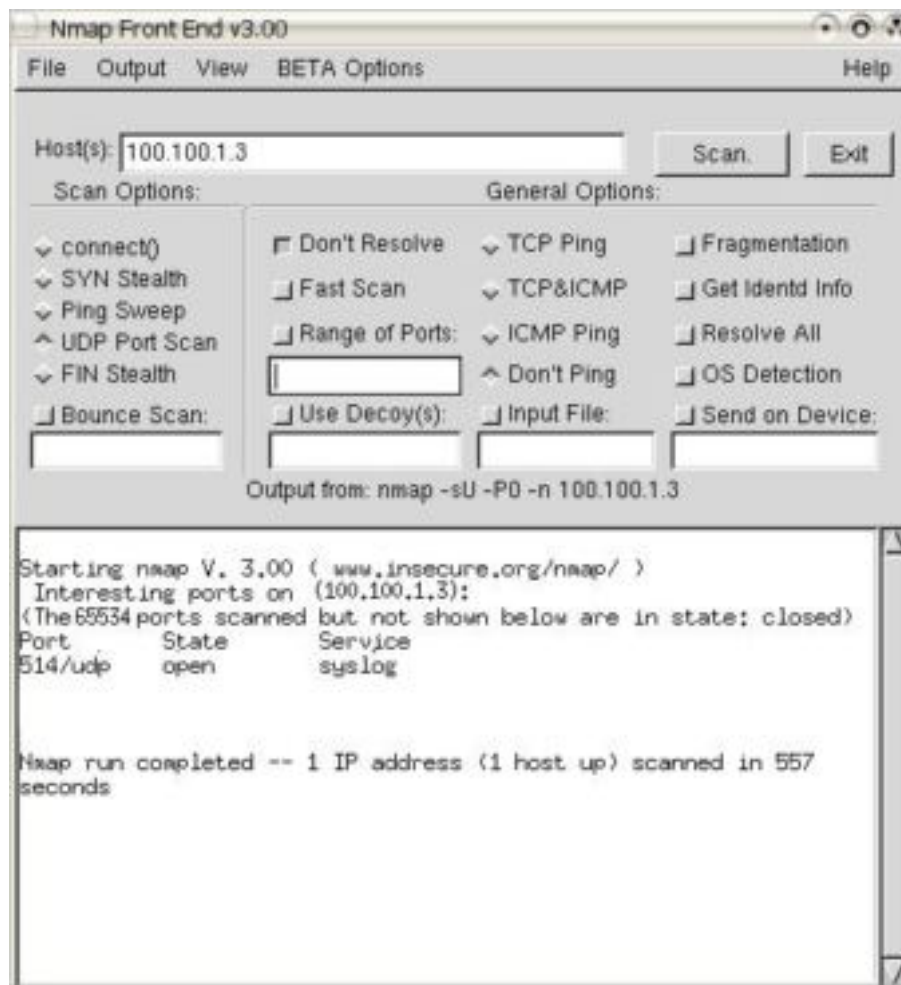 Nmap Front End v3.00
File Output View BETA Options Help
Host(s): 100.100.1.3 Scan. Exit
Scan Options: General Options:
connect() Don't Resolve TCP Ping Fragmentation
SYN Stealth Fast Scan TCP&ICMP Get Identd Info
Ping Sweep Range of Ports: ICMP Ping Resolve All
UDP Port Scan
FIN Stealth Don't Ping OS Detection
Bounce Scan: Use Decoy(s): Input File: Send on Device:
Output from: nmap -sU -P0 -n 100.100.1.3
Starting nmap V. 3.00 ( www.insecure.org/nmap/ )
Interesting ports on (100.100.1.3):
(The 65534 ports scanned but not shown below are in state: closed)
Port State Service
514/udp open syslog
Nmap run completed -- 1 IP address (1 host up) scanned in 557
seconds